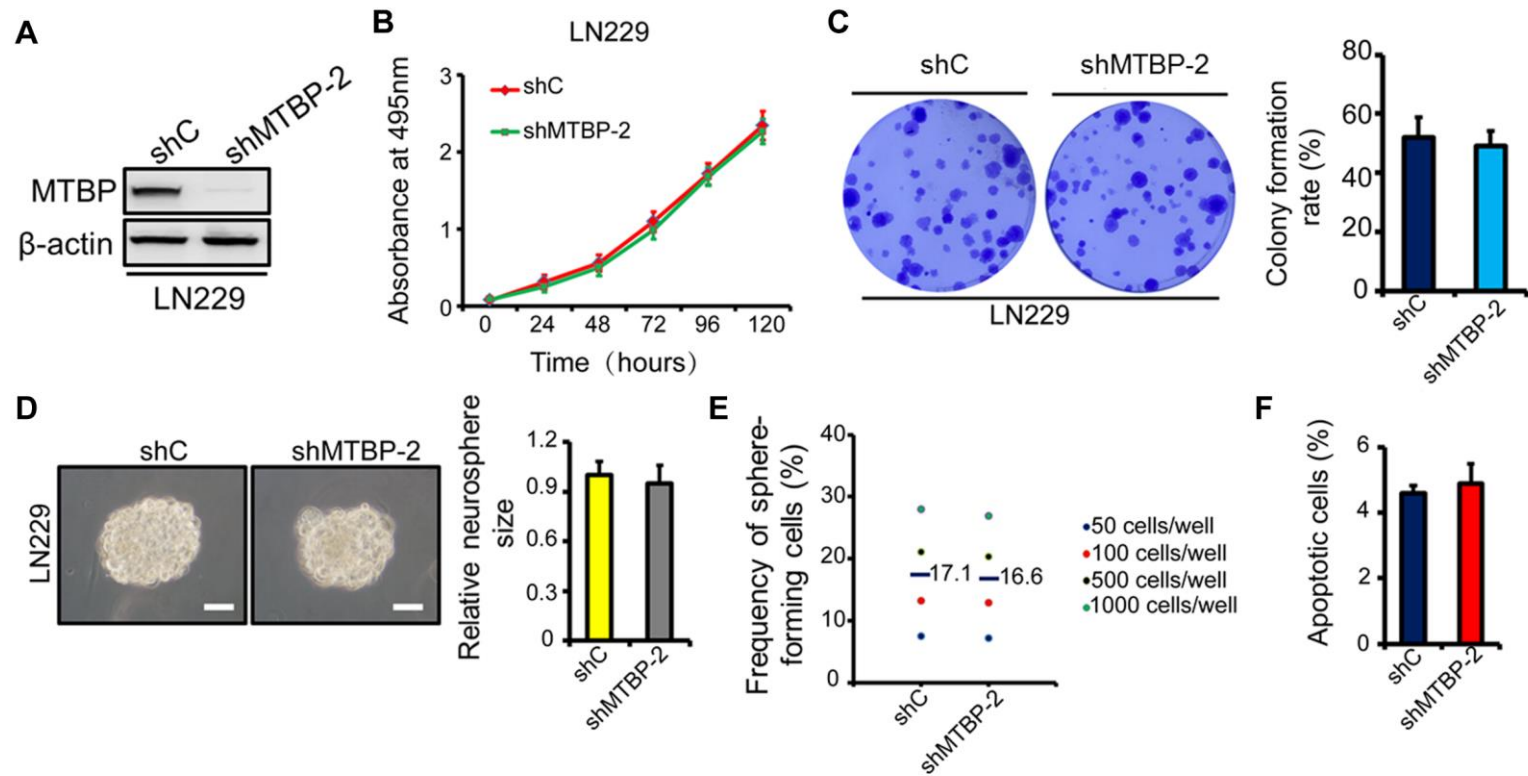 A
shC
shMTBP-2
MTBP
β-actin
LN229
B
LN229
Absorbance at 495nm
3
2
1
0
shC
shMTBP-2
0 24 48 72 96 120
Time（hours）
C
shC
shMTBP-2
LN229
Colony formation
rate (%)
80
60
40
20
0
shC
shMTBP-2
D
shC
shMTBP-2
LN229
Relative neurosphere
size
1.2
0.9
0.6
0.3
0
shC
shMTBP-2
E
Frequency of sphere-
forming cells (%)
40
30
20
10
0
17.1
16.6
shC
shMTBP-2
50 cells/well
100 cells/well
500 cells/well
1000 cells/well
F
Apoptotic cells (%)
6
4
2
0
shC
shMTBP-2